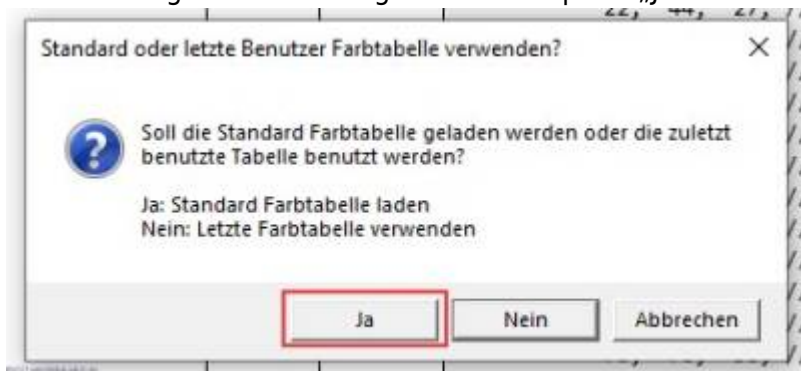 Standard oder letzte Benutzer Farbtabelle verwenden?
Soll die Standard Farbtabelle geladen werden oder die zuletzt
benutzte Tabelle benutzt werden?
Ja: Standard Farbtabelle laden
Nein: Letzte Farbtabelle verwenden
Ja Nein Abbrechen